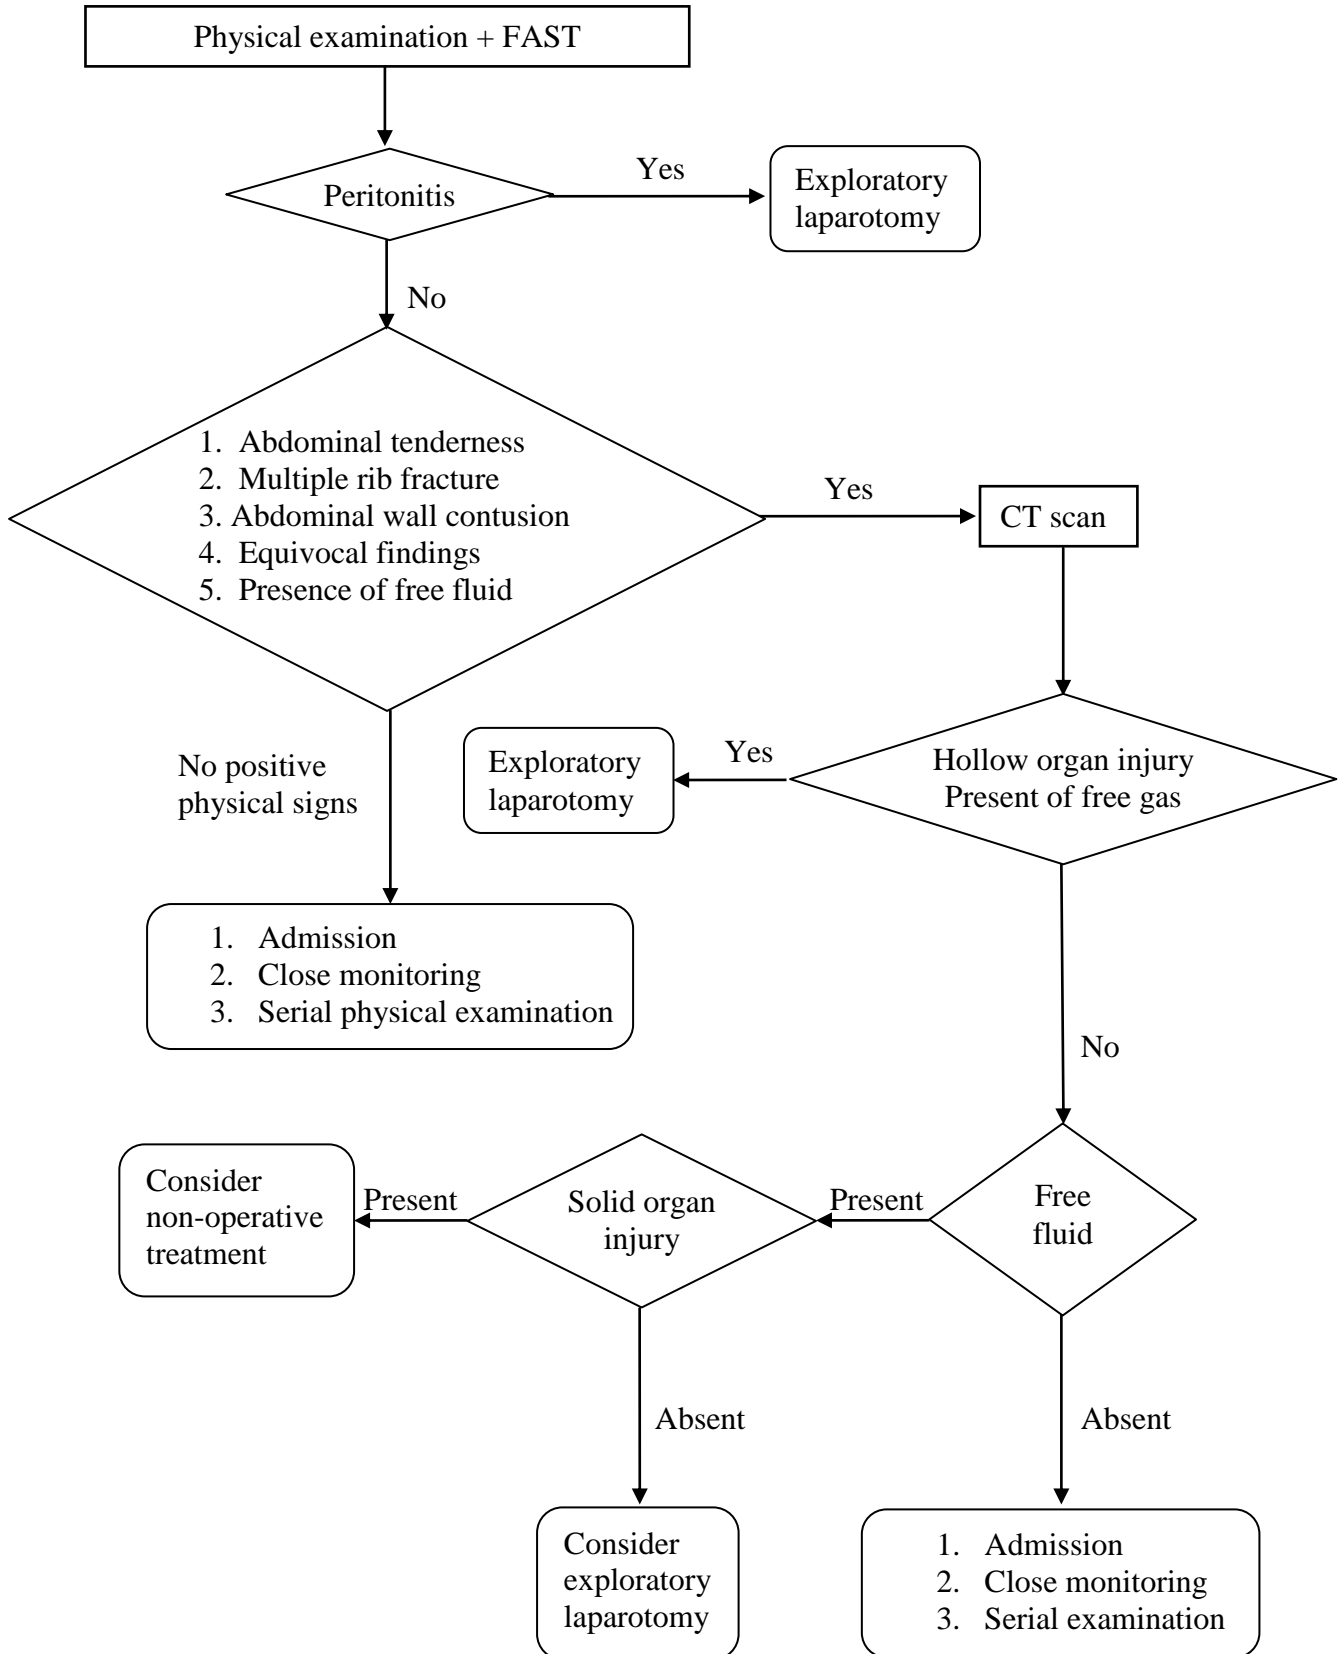 Physical examination + FAST
Peritonitis
Yes
Exploratory
laparotomy
No
1. Abdominal tenderness
2. Multiple rib fracture
3. Abdominal wall contusion
4. Equivocal findings
5. Presence of free fluid
Yes
CT scan
No positive
physical signs
Exploratory
laparotomy
Yes
Hollow organ injury
Present of free gas
1. Admission
2. Close monitoring
3. Serial physical examination
No
Consider
non-operative
treatment
Present
Solid organ
injury
Present
Free
fluid
Absent
Absent
Consider
exploratory
laparotomy
1. Admission
2. Close monitoring
3. Serial examination